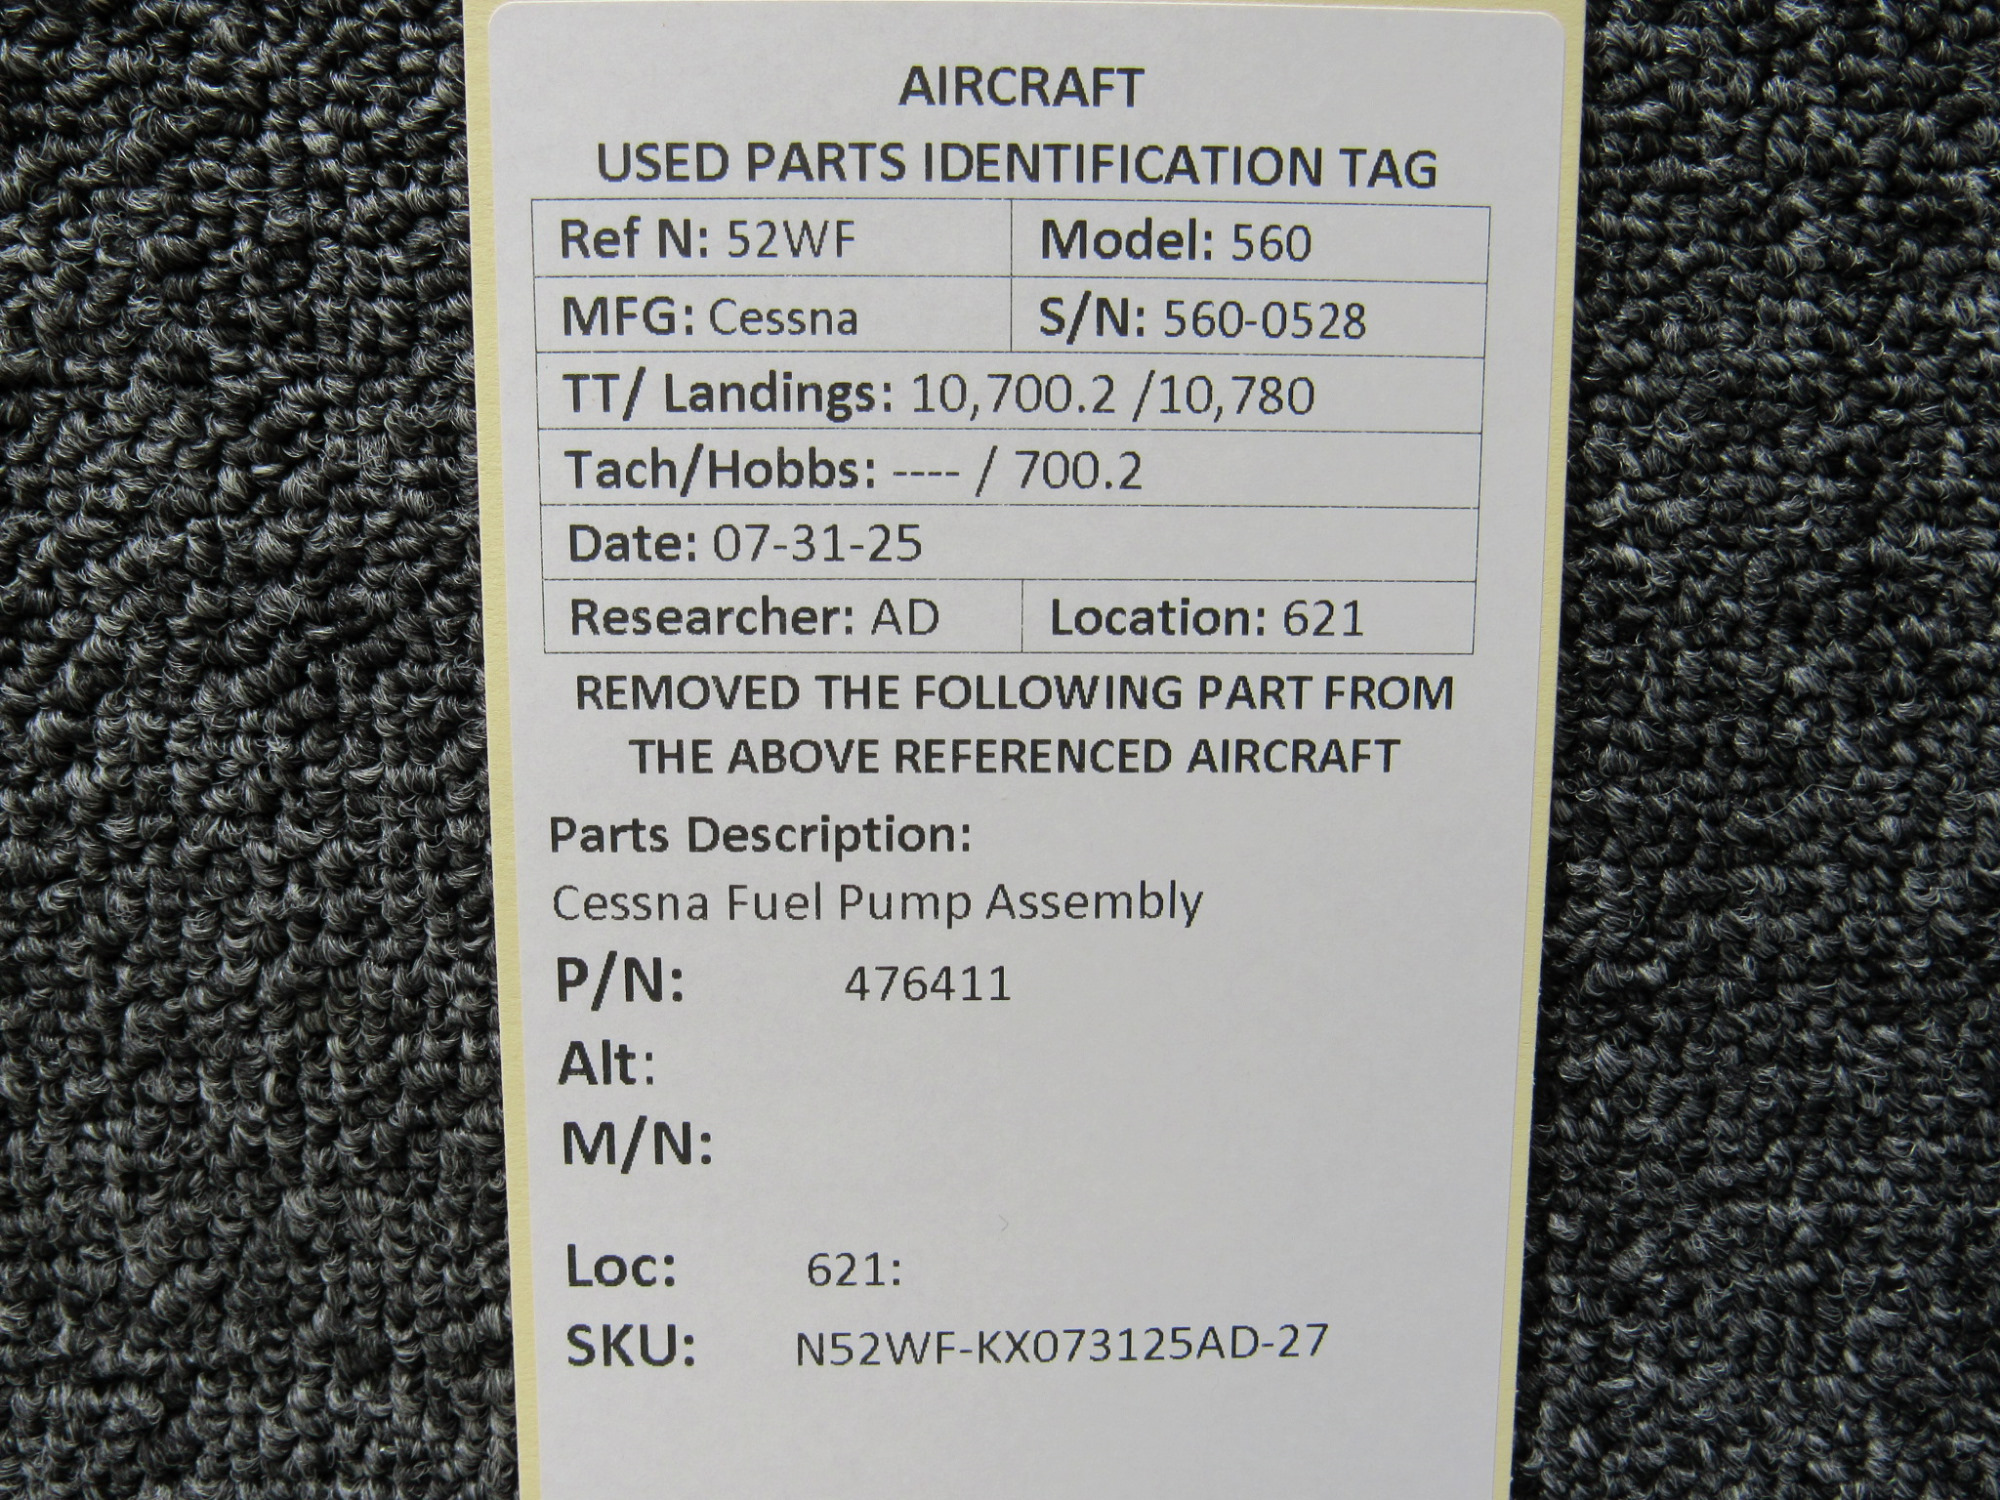 AIRCRAFT
USED PARTS IDENTIFICATION TAG
Ref N: 52WF Model: 560
MFG: Cessna S/N: 560-0528
TT/ Landings: 10,700.2 /10,780
Tach/Hobbs: ---- / 700.2
Date: 07-31-25
Researcher: AD Location: 621
REMOVED THE FOLLOWING PART FROM
THE ABOVE REFERENCED AIRCRAFT
Parts Description:
Cessna Fuel Pump Assembly
P/N: 476411
Alt:
M/N:
Loc: 621:
SKU: N52WF-KX073125AD-27